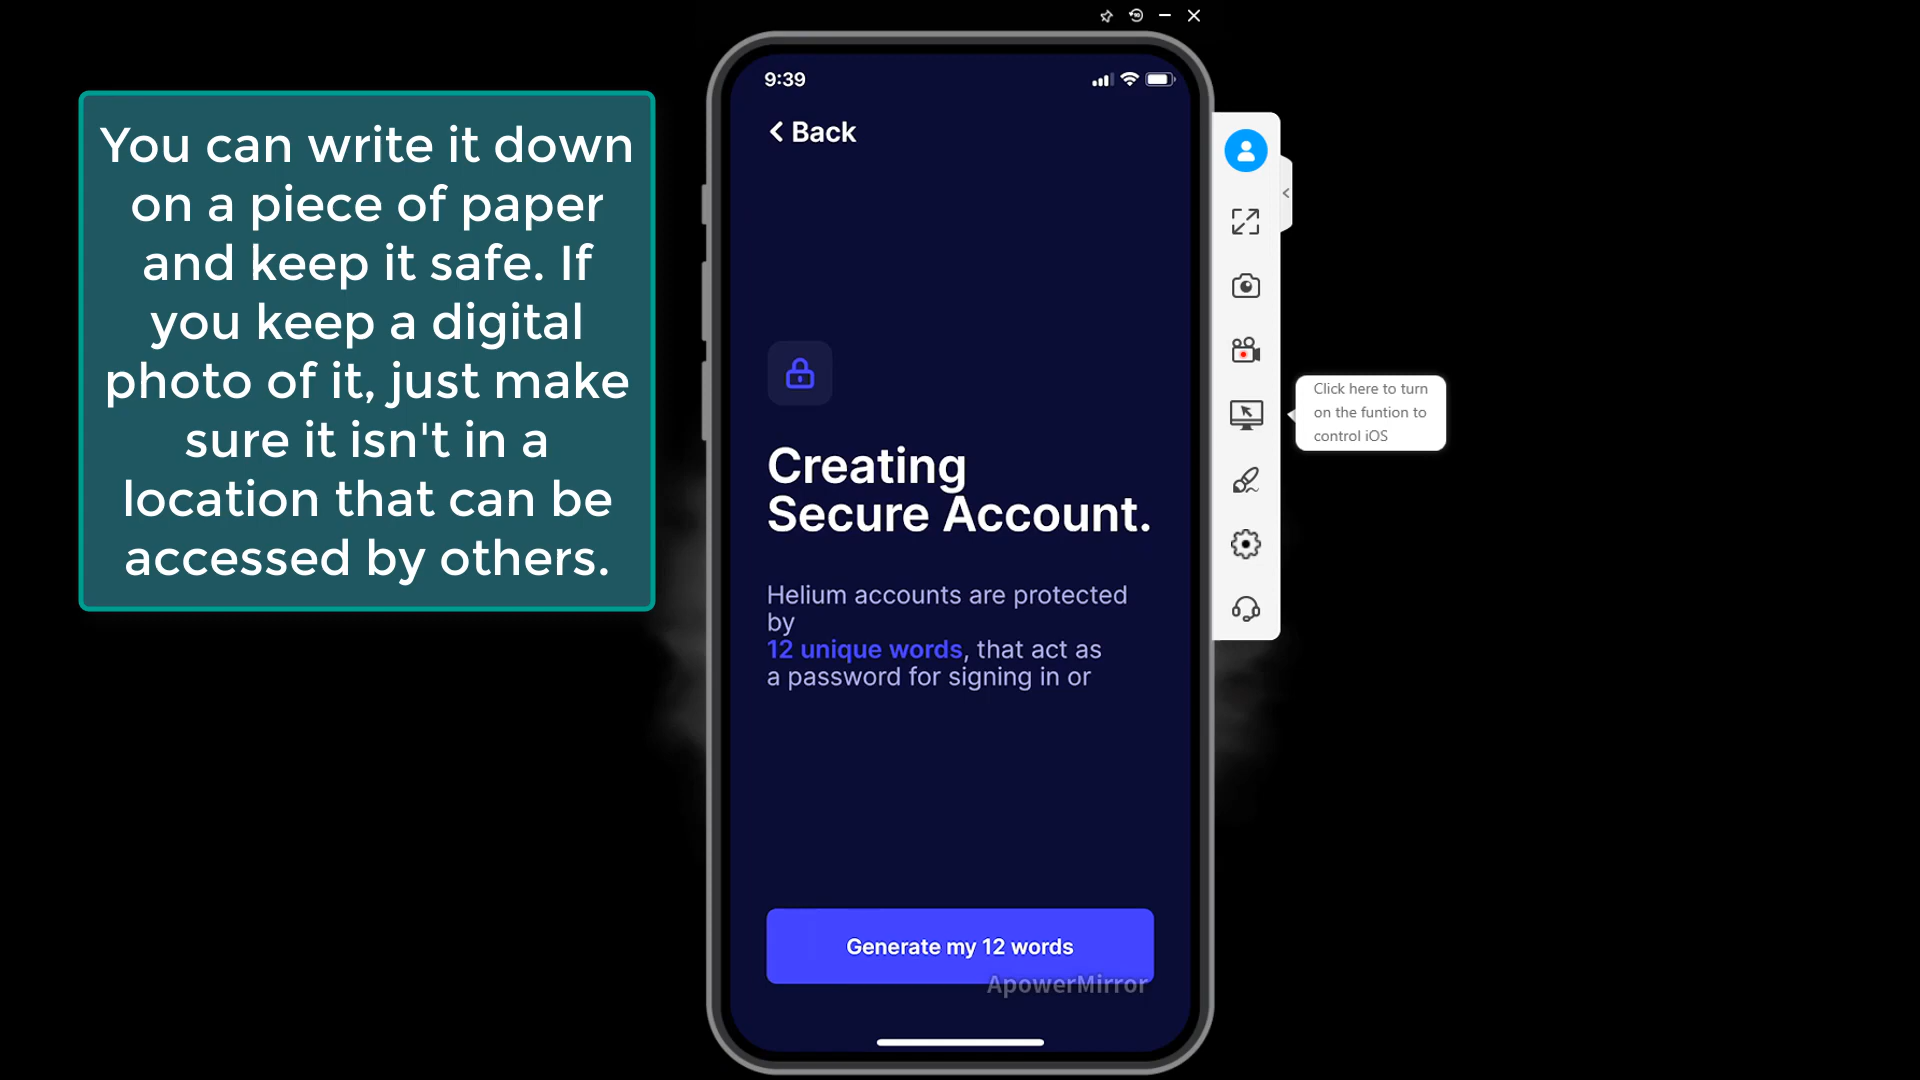 You can write it down
on a piece of paper
and keep it safe. If
you keep a digital
photo of it, just make
sure it isn't in a
location that can be
accessed by others.
9:39
Back
Creating
Secure Account.
Helium accounts are protected
by
12 unique words, that act as
a password for signing in or
Generate my 12 words
ApowerMirror
Click here to turn
on the funtion to
control iOS